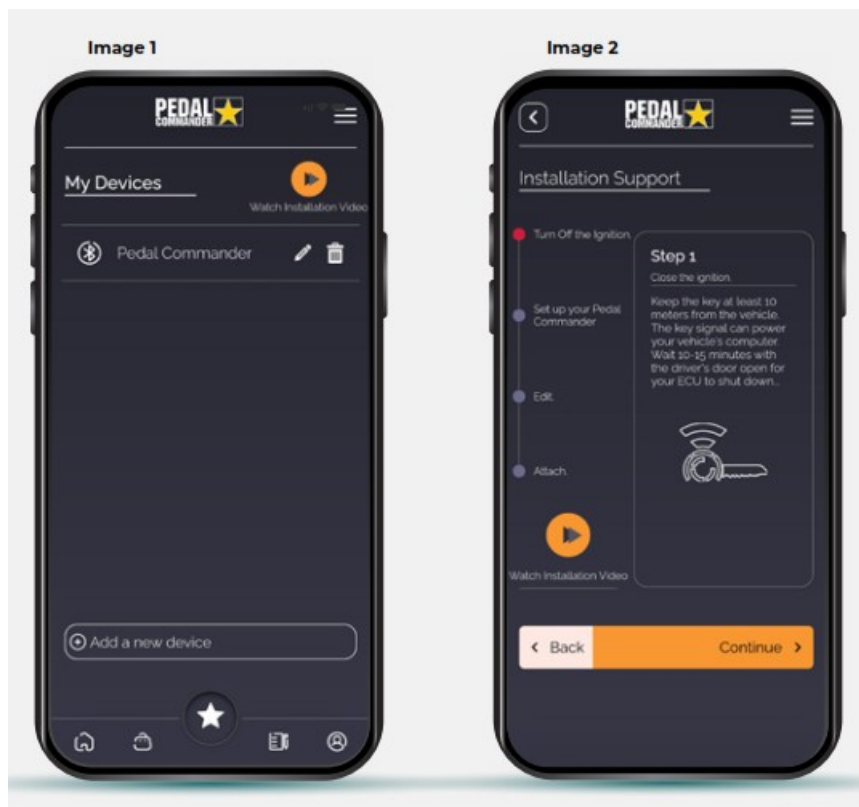 Image 1
PEDAL
COMMANDER
My Devices
Watch Installation Video
Pedal Commander
Add a new device
Image 2
PEDAL
COMMANDER
Installation Support
Turn Off the Ignition.
Set up your Pedal
Commander
Edit.
Attach.
Watch Installation Video
Step 1
Close the ignition.
Keep the key at least 10
meters from the vehicle.
The key signal can power
your vehicle's computer.
Wait 10-15 minutes with
the driver's door open for
your ECU to shut down...
Back
Continue